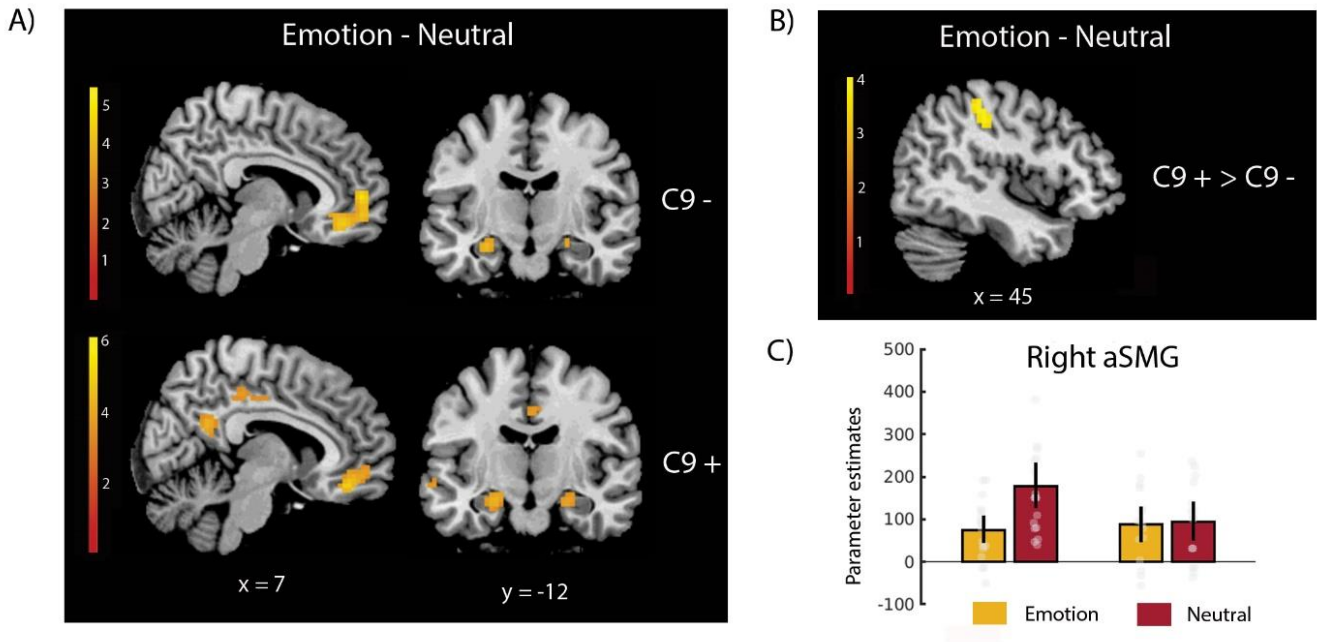 A)
Emotion - Neutral
5
4
3
2
1
C9 -
6
4
2
C9 +
x = 7
y = -12
B)
Emotion - Neutral
4
3
2
1
C9 + > C9 -
x = 45
C)
Right aSMG
Parameter estimates
500
400
300
200
100
0
-100
Emotion
Neutral